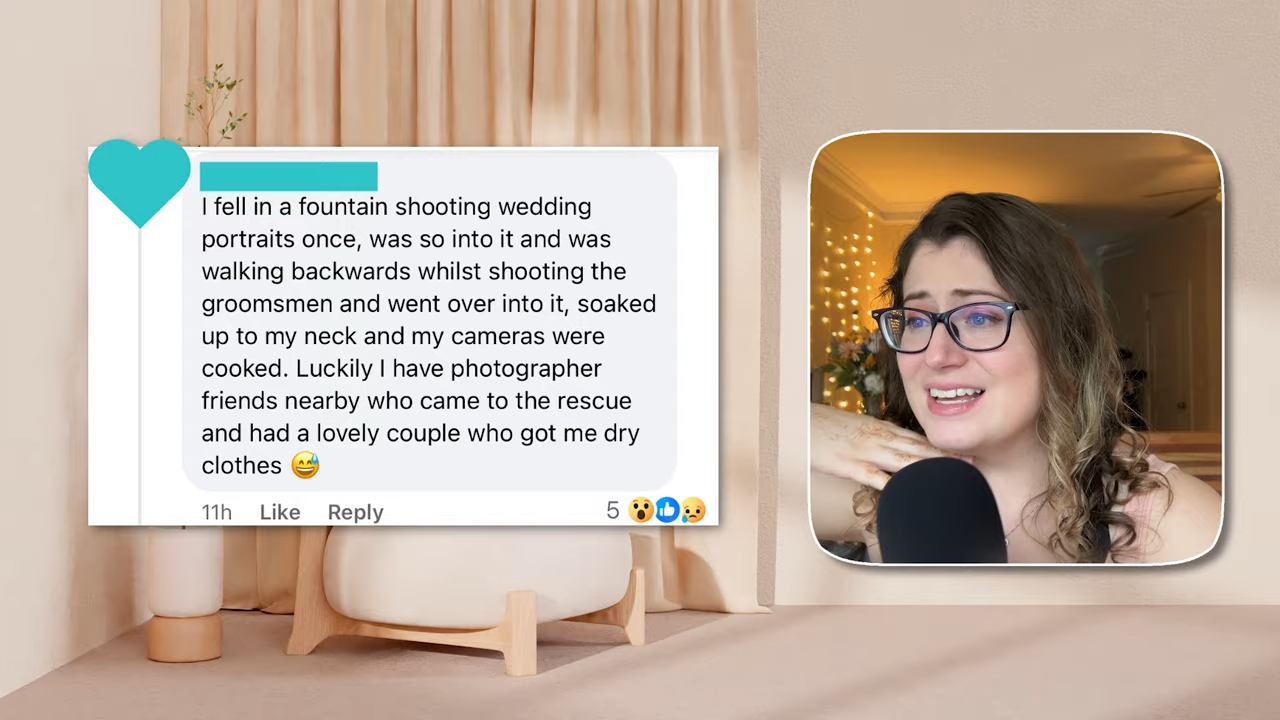 I fell in a fountain shooting wedding
portraits once, was so into it and was
walking backwards whilst shooting the
groomsmen and went over into it, soaked
up to my neck and my cameras were
cooked. Luckily I have photographer
friends nearby who came to the rescue
and had a lovely couple who got me dry
clothes 😅
11h Like Reply 5